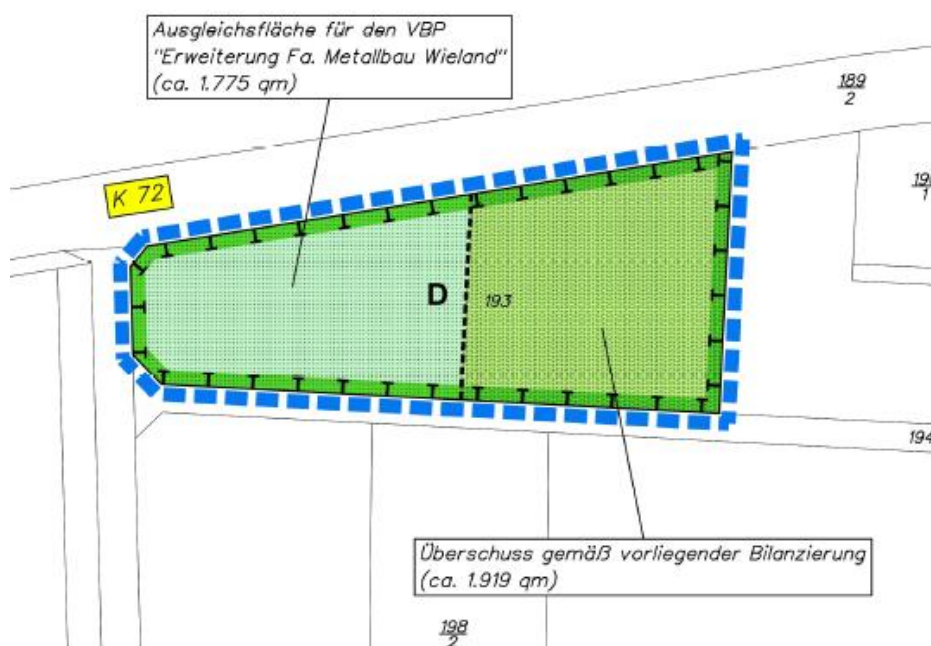 Ausgleichsfläche für den VBP
"Erweiterung Fa. Metallbau Wieland"
(ca. 1.775 qm)
189
2
K 72
D
193
194
Überschuss gemäß vorliegender Bilanzierung
(ca. 1.919 qm)
198
2